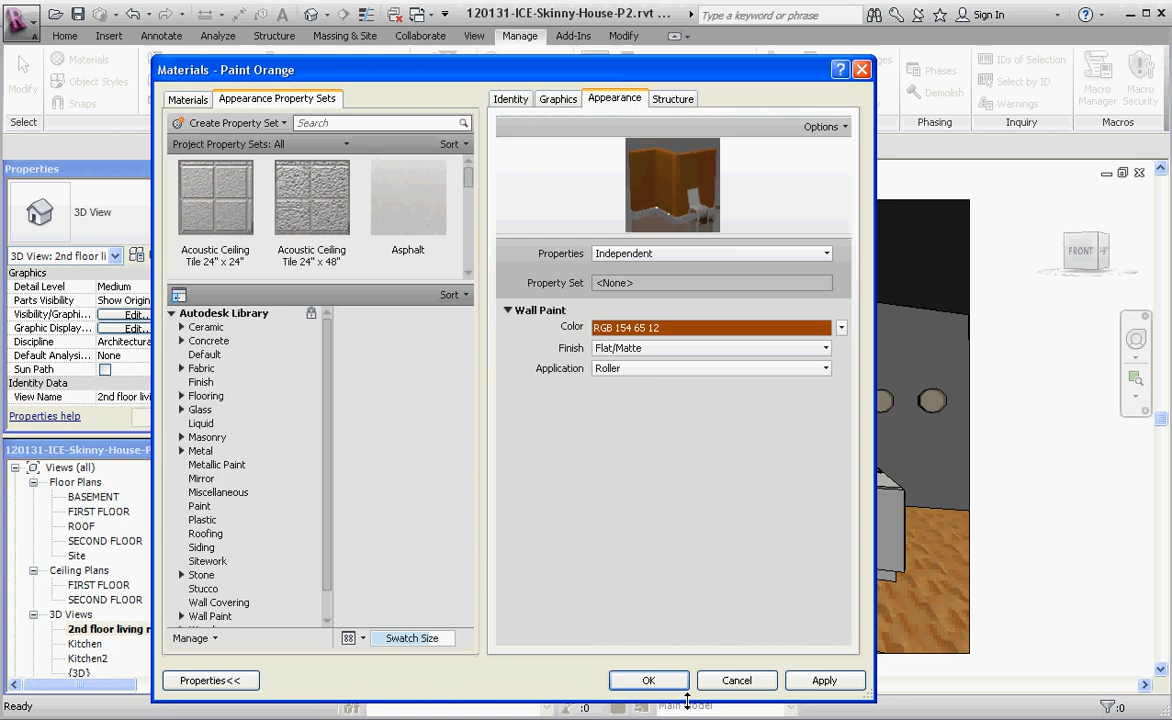 120131-ICE-Skinny-House-P2.rvt ...
Type a keyword or phrase
Sign In
Home Insert Annotate Analyze Structure Massing & Site Collaborate View Manage Add-Ins Modify
Modify
Materials
Object Styles
Snaps
Select
Phases
Demolish
Phasing
IDs of Selection
Select by ID
Warnings
Inquiry
Macro Manager
Macro Security
Macros
Materials - Paint Orange
Materials Appearance Property Sets
Create Property Set Search
Project Property Sets: All Sort
Acoustic Ceiling Tile 24" x 24"
Acoustic Ceiling Tile 24" x 48"
Asphalt
Sort
Autodesk Library
Ceramic
Concrete
Default
Fabric
Finish
Flooring
Glass
Liquid
Masonry
Metal
Metallic Paint
Mirror
Miscellaneous
Paint
Plastic
Roofing
Siding
Sitework
Stone
Stucco
Wall Covering
Wall Paint
Manage Swatch Size
Identity Graphics Appearance Structure
Options
Properties Independent
Property Set <None>
Wall Paint
Color RGB 154 65 12
Finish Flat/Matte
Application Roller
Properties<< OK Cancel Apply
Properties
3D View
3D View: 2nd floor li
Graphics
Detail Level Medium
Parts Visibility Show Origin
Visibility/Graphi... Edit...
Graphic Display... Edit...
Discipline Architectura
Default Analysi... None
Sun Path
Identity Data
View Name 2nd floor livi
Properties help
120131-ICE-Skinny-House-P
Views (all)
Floor Plans
BASEMENT
FIRST FLOOR
ROOF
SECOND FLOOR
Site
Ceiling Plans
FIRST FLOOR
SECOND FLOOR
3D Views
2nd floor living r
Kitchen
Kitchen2
{3D}
FRONT
Ready
:0
Main Model
:0